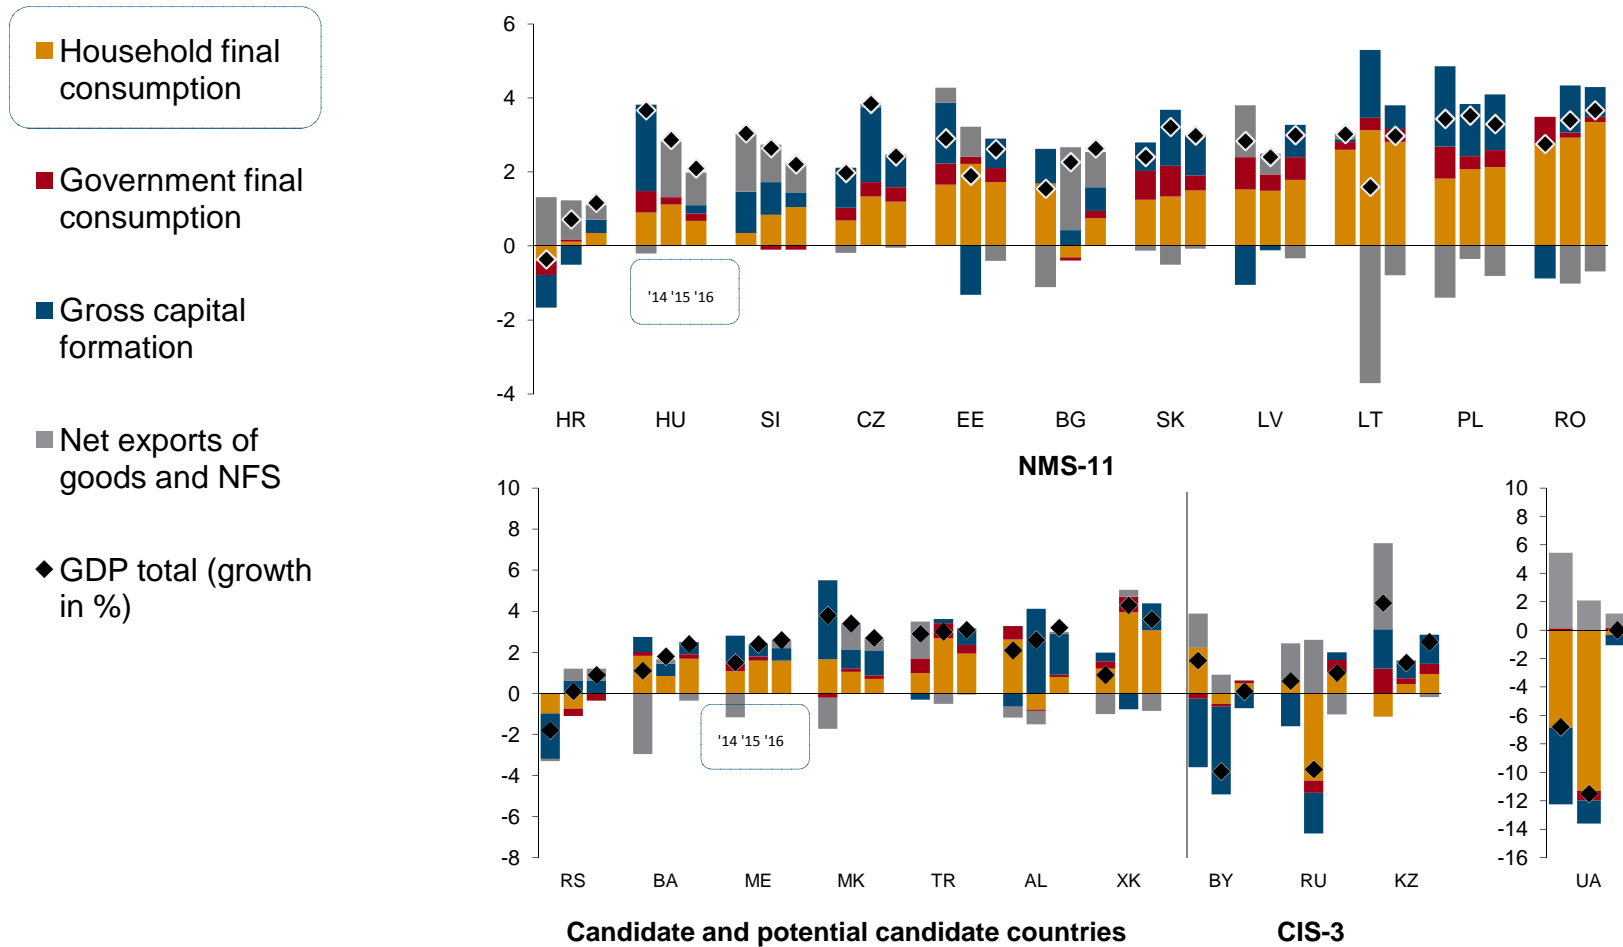 Household final
consumption
Government final
consumption
Gross capital
formation
Net exports of
goods and NFS
GDP total (growth
in %)
6
4
2
0
-2
-4
'14 '15 '16
HR HU SI CZ EE BG SK LV LT PL RO
NMS-11
10
8
6
4
2
0
-2
-4
-6
-8
'14 '15 '16
RS BA ME MK TR AL XK BY RU KZ
Candidate and potential candidate countries CIS-3
10
8
6
4
2
0
-2
-4
-6
-8
-10
-12
-14
-16
UA